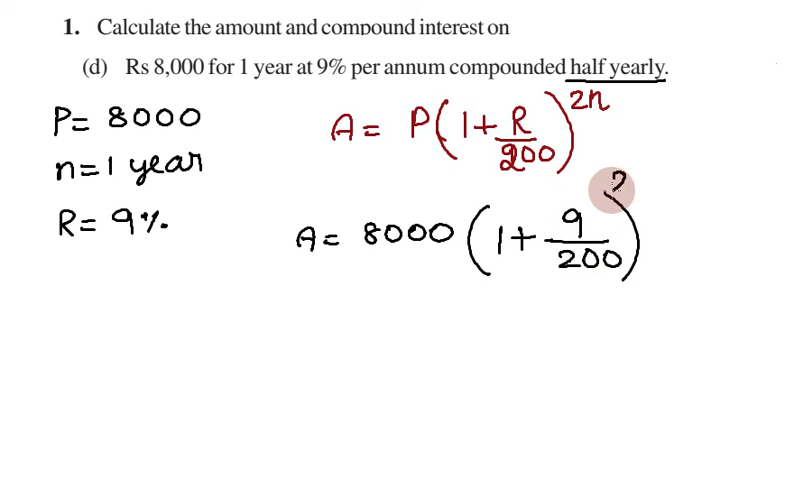 1. Calculate the amount and compound interest on
(d) Rs 8,000 for 1 year at 9% per annum compounded half yearly.
P= 8000
n=1 year
R= 9%
A= P(1+R/200)^2n
A= 8000(1+9/200)^2